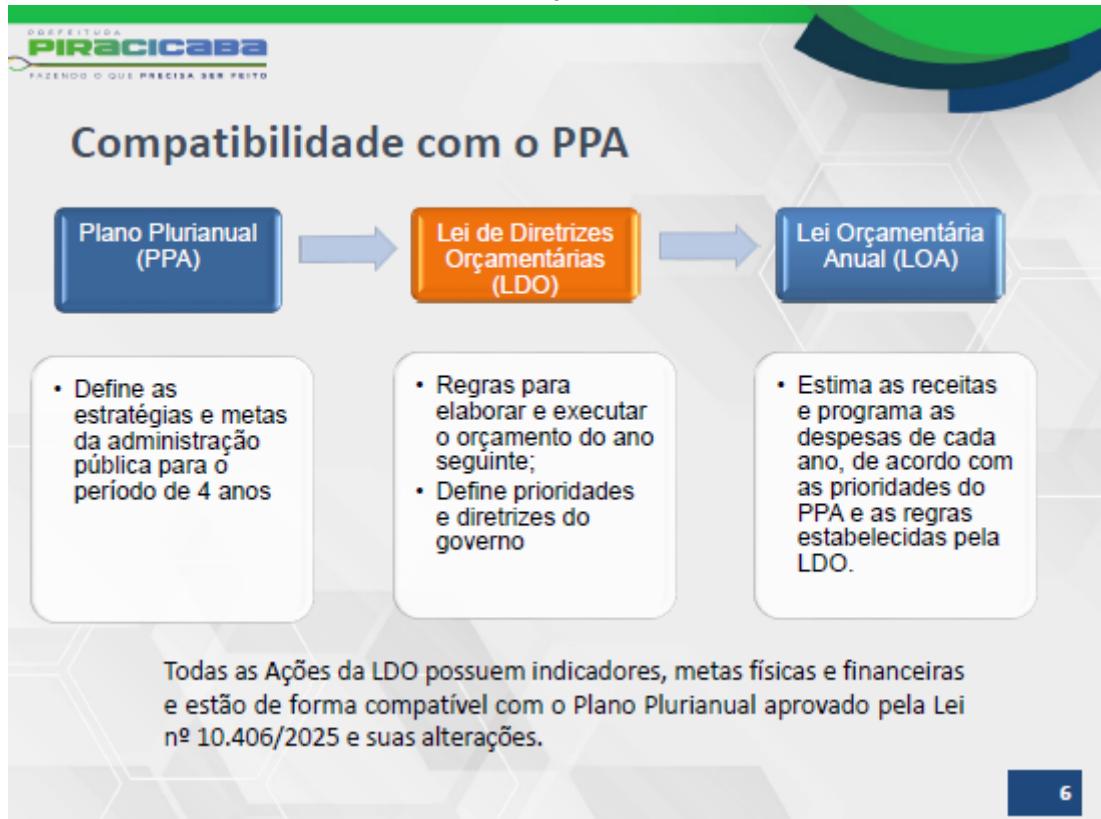 PREFEITURA
PIRACICABA
FAZENDO O QUE PRECISA SER FEITO
Compatibilidade com o PPA
Plano Plurianual
(PPA)
Lei de Diretrizes
Orçamentárias
(LDO)
Lei Orçamentária
Anual (LOA)
• Define as
estratégias e metas
da administração
pública para o
período de 4 anos
• Regras para
elaborar e executar
o orçamento do ano
seguinte;
• Define prioridades
e diretrizes do
governo
• Estima as receitas
e programa as
despesas de cada
ano, de acordo com
as prioridades do
PPA e as regras
estabelecidas pela
LDO.
Todas as Ações da LDO possuem indicadores, metas físicas e financeiras
e estão de forma compatível com o Plano Plurianual aprovado pela Lei
nº 10.406/2025 e suas alterações.
6